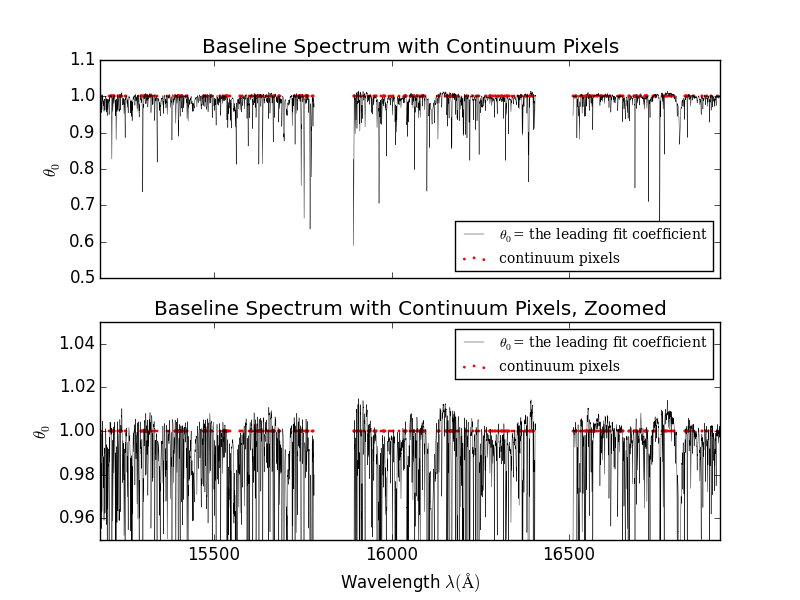 Baseline Spectrum with Continuum Pixels
1.1
1.0
0.9
0.8
0.7
0.6
0.5
θ₀
θ₀ = the leading fit coefficient
continuum pixels
Baseline Spectrum with Continuum Pixels, Zoomed
1.04
1.02
1.00
0.98
0.96
θ₀
θ₀ = the leading fit coefficient
continuum pixels
15500 16000 16500
Wavelength λ(Å)